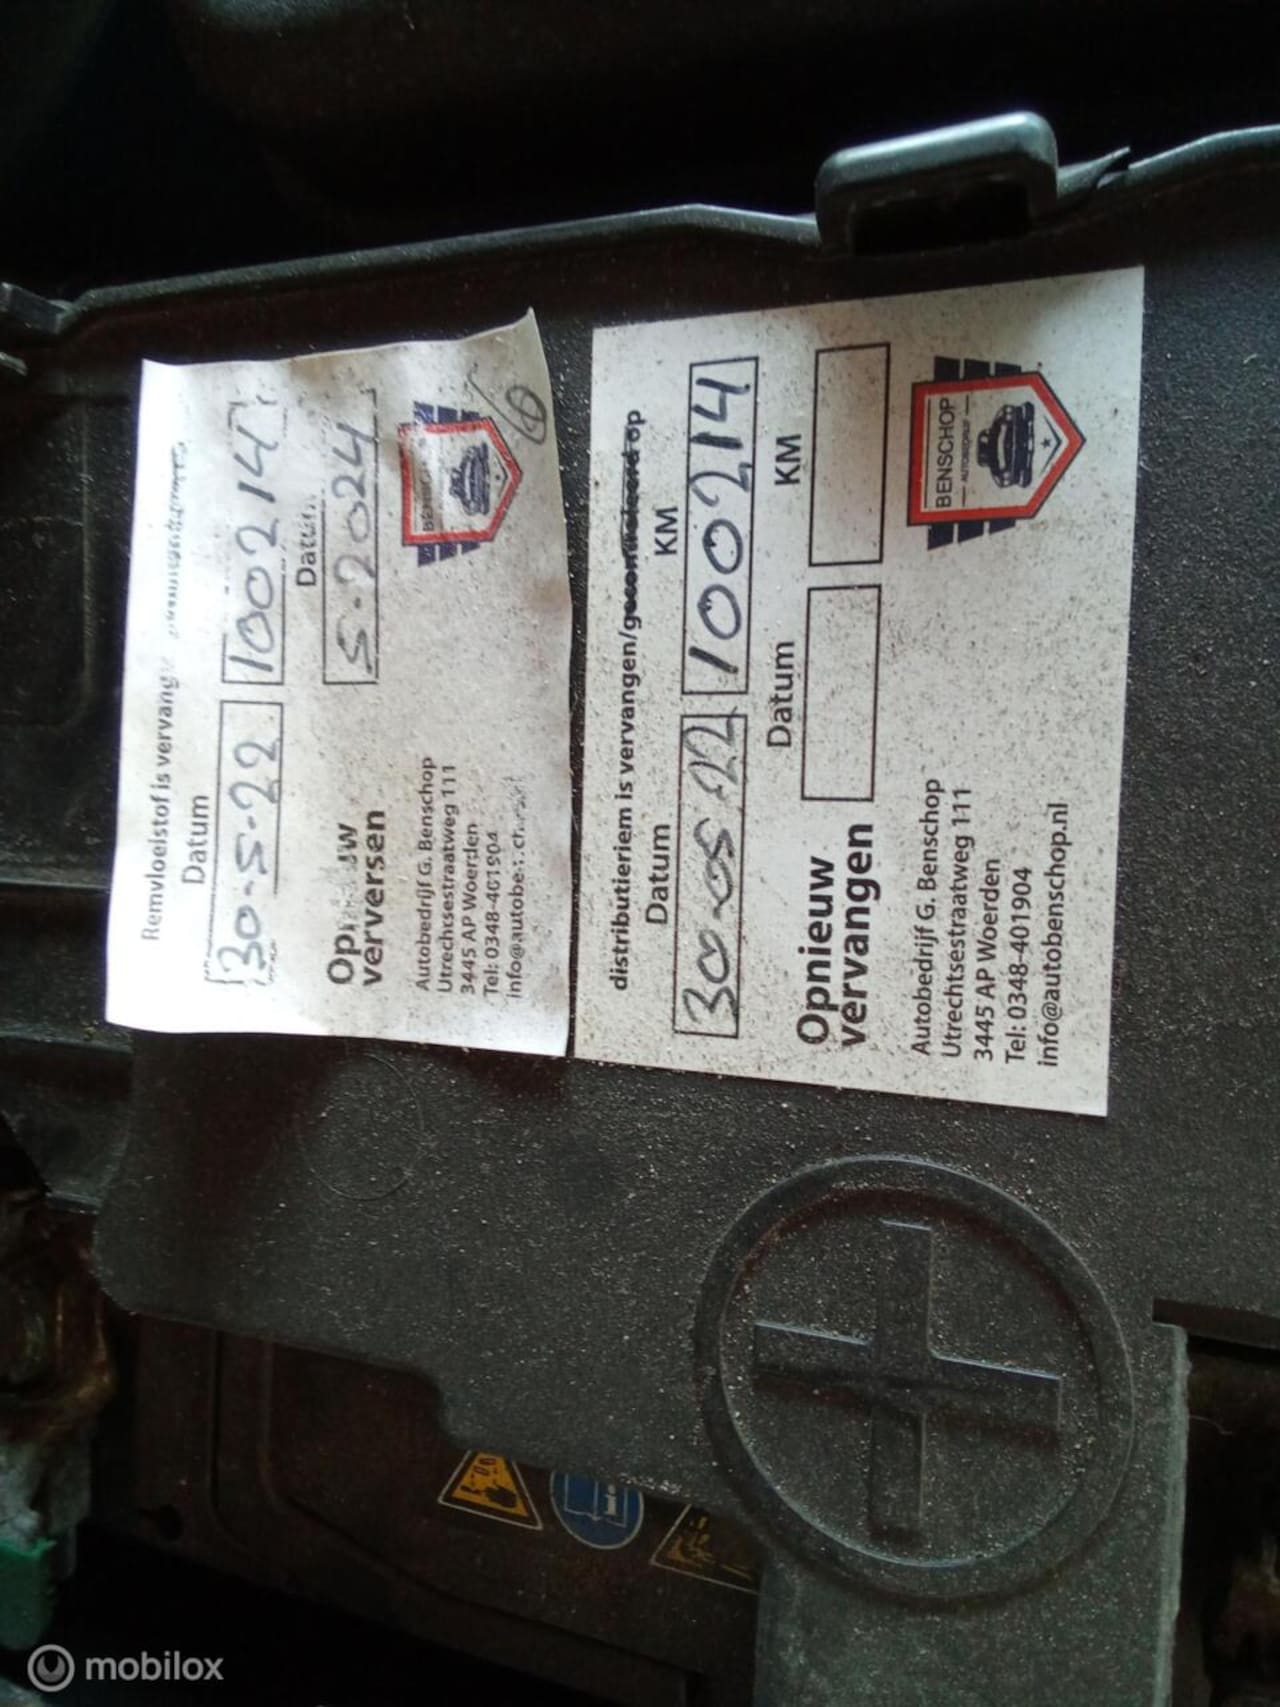 Remvloeistof is
Datum
30-5-22 100214
Datum
5-2024
verversen
Autobedrijf G. Benschop
Utrechtsestraatweg 111
3445 AP Woerden
Tel: 0348-401904
BENSCHOP
distributieriem is vervangen/gecontroleerd op
Datum KM
30-05-22 100214
Datum KM
Opnieuw
vervangen
Autobedrijf G. Benschop
Utrechtsestraatweg 111
3445 AP Woerden
Tel: 0348-401904
info@autobenschop.nl
BENSCHOP
AUTOBEDRIJF
mobilox